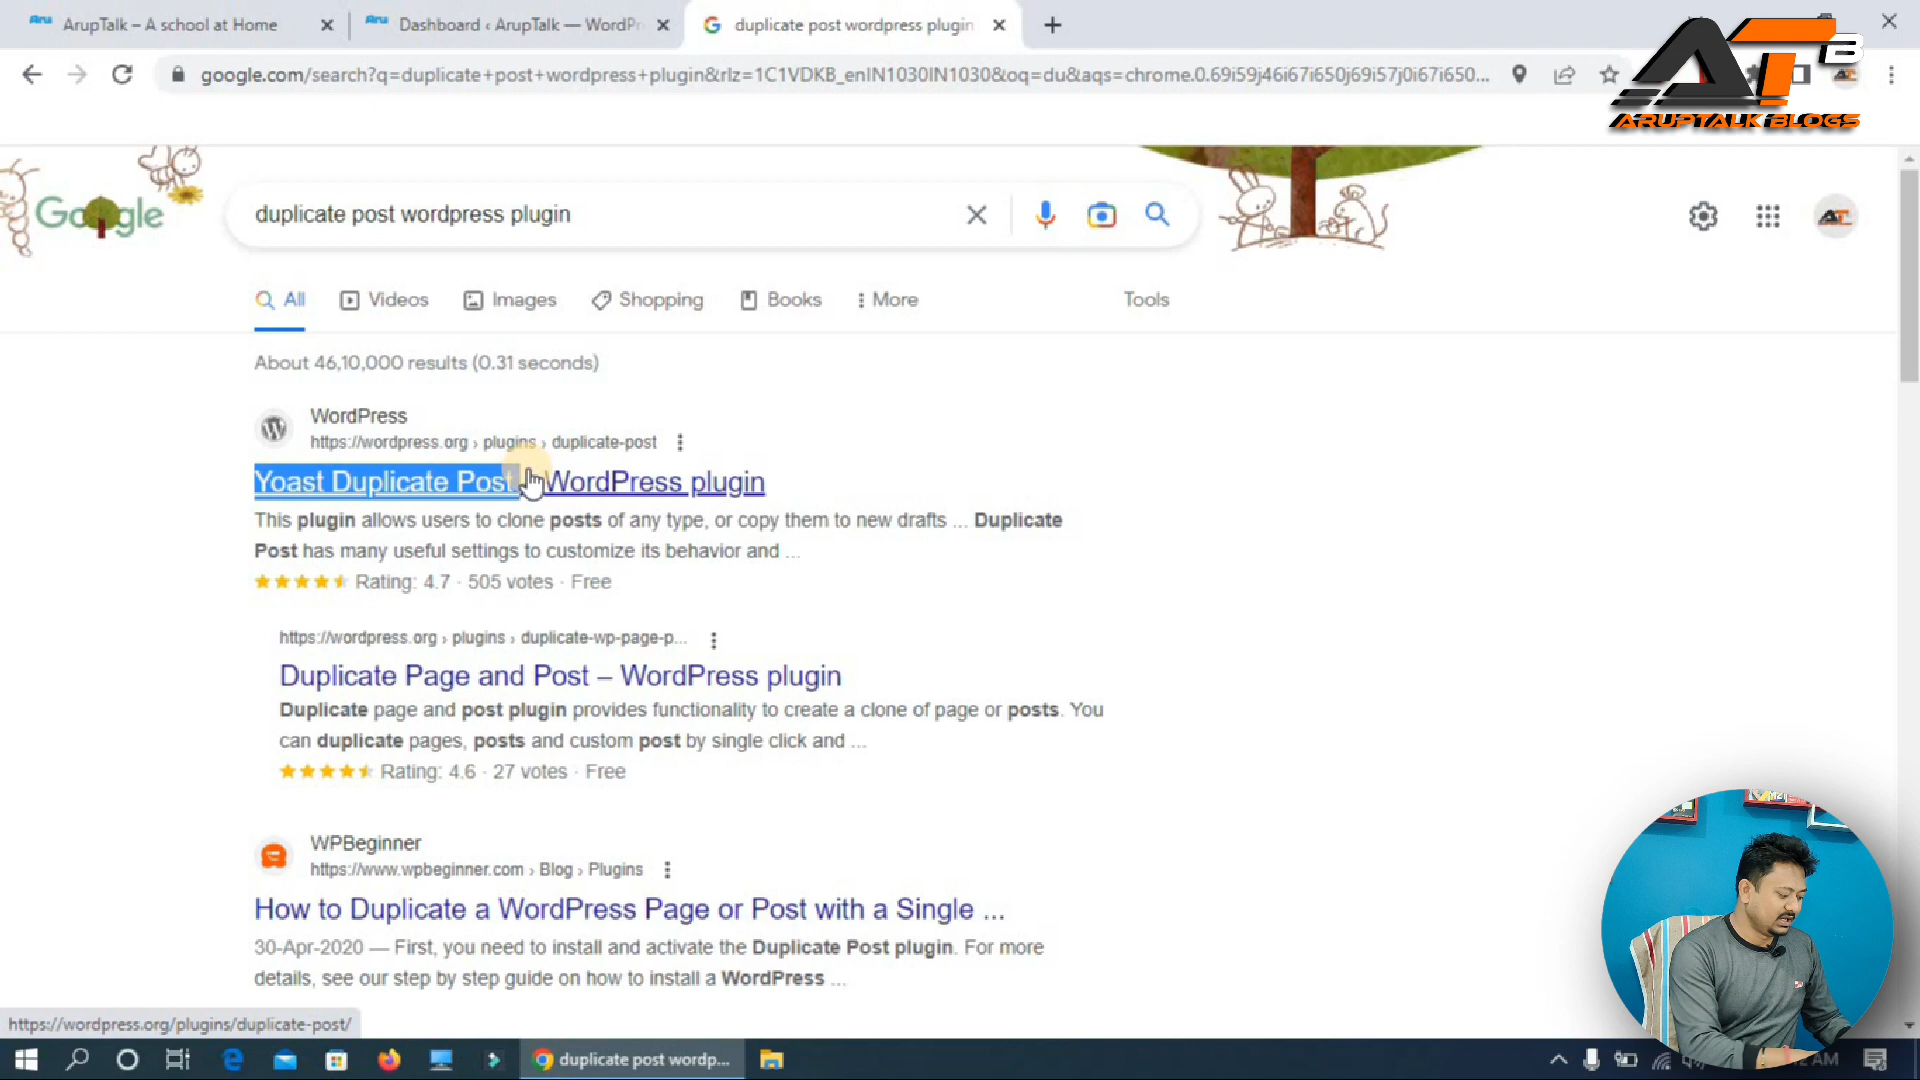 Aru ArupTalk – A school at Home
Aru Dashboard ‹ ArupTalk — WordPr
duplicate post wordpress plugin
google.com/search?q=duplicate+post+wordpress+plugin&rlz=1C1VDKB_enIN1030IN1030&oq=du&aqs=chrome.0.69i59j46i67i650j69i57j0i67i650...
AT B
ARUPTALK BLOGS
Google
duplicate post wordpress plugin
AT
All
Videos
Images
Shopping
Books
More
Tools
About 46,10,000 results (0.31 seconds)
WordPress
https://wordpress.org › plugins › duplicate-post
Yoast Duplicate Post WordPress plugin
This plugin allows users to clone posts of any type, or copy them to new drafts ... Duplicate
Post has many useful settings to customize its behavior and ...
Rating: 4.7 · 505 votes · Free
https://wordpress.org › plugins › duplicate-wp-page-p...
Duplicate Page and Post – WordPress plugin
Duplicate page and post plugin provides functionality to create a clone of page or posts. You
can duplicate pages, posts and custom post by single click and ...
Rating: 4.6 · 27 votes · Free
WPBeginner
https://www.wpbeginner.com › Blog › Plugins
How to Duplicate a WordPress Page or Post with a Single ...
30-Apr-2020 — First, you need to install and activate the Duplicate Post plugin. For more
details, see our step by step guide on how to install a WordPress ...
https://wordpress.org/plugins/duplicate-post/
duplicate post wordp...
AM